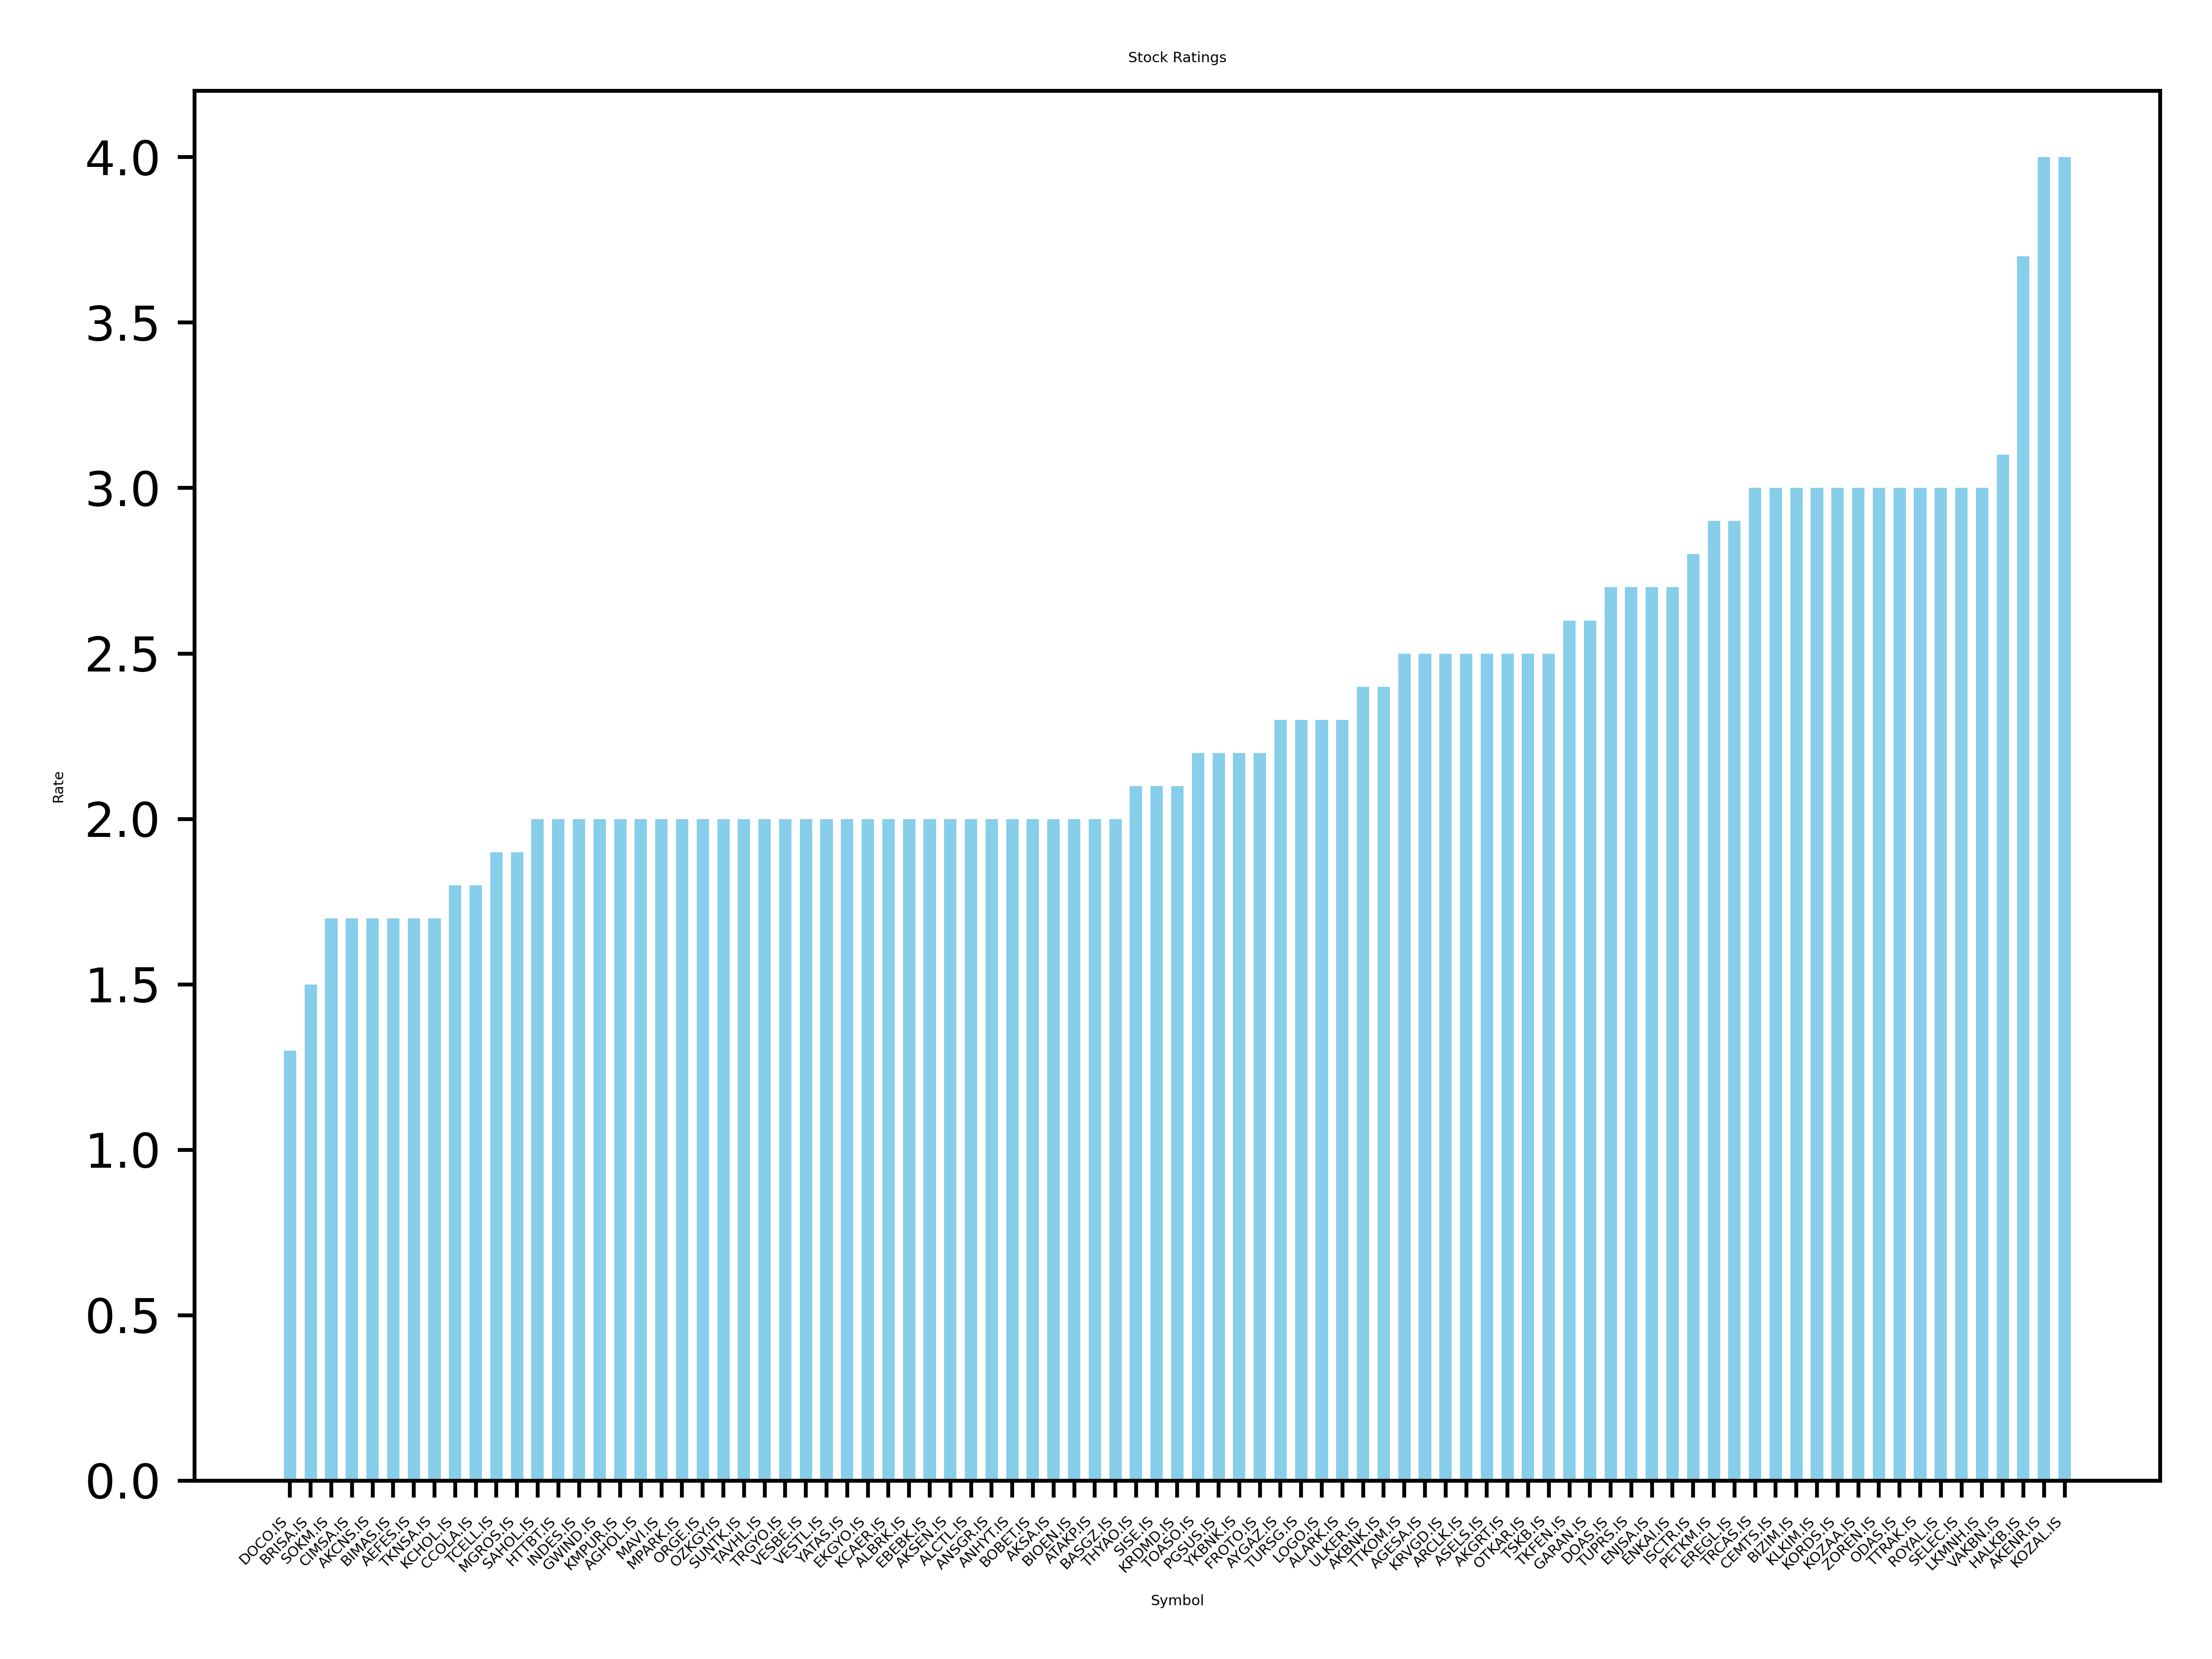 Stock Ratings
4.0
3.5
3.0
2.5
2.0
1.5
1.0
0.5
0.0
Rate
DOCO.IS
BRISA.IS
SOKM.IS
CIMSA.IS
AKCNS.IS
BIMAS.IS
AEFES.IS
TKNSA.IS
KCHOL.IS
CCOLA.IS
TCELL.IS
MGROS.IS
SAHOL.IS
HTTBT.IS
INDES.IS
GWIND.IS
KMPUR.IS
AGHOL.IS
MAVI.IS
MPARK.IS
ORGE.IS
OZKGY.IS
SUNTK.IS
TAVHL.IS
TRGYO.IS
VESBE.IS
VESTL.IS
YATAS.IS
EKGYO.IS
KCAER.IS
ALBRK.IS
EBEBK.IS
AKSEN.IS
ALCTL.IS
ANSGR.IS
ANHYT.IS
BOBET.IS
AKSA.IS
BIOEN.IS
ATAKP.IS
BASGZ.IS
THYAO.IS
SISE.IS
KRDMD.IS
TOASO.IS
PGSUS.IS
YKBNK.IS
FROTO.IS
AYGAZ.IS
TURSG.IS
LOGO.IS
ALARK.IS
ULKER.IS
AKBNK.IS
TTKOM.IS
AGESA.IS
KRVGD.IS
ARCLK.IS
ASELS.IS
AKGRT.IS
OTKAR.IS
TSKB.IS
TKFEN.IS
GARAN.IS
DOAS.IS
TUPRS.IS
ENJSA.IS
ENKAI.IS
ISCTR.IS
PETKM.IS
EREGL.IS
TRCAS.IS
CEMTS.IS
BIZIM.IS
KLKIM.IS
KORDS.IS
KOZAA.IS
ZOREN.IS
ODAS.IS
TTRAK.IS
ROYAL.IS
SELEC.IS
LKMNH.IS
VAKBN.IS
HALKB.IS
AKENR.IS
KOZAL.IS
Symbol